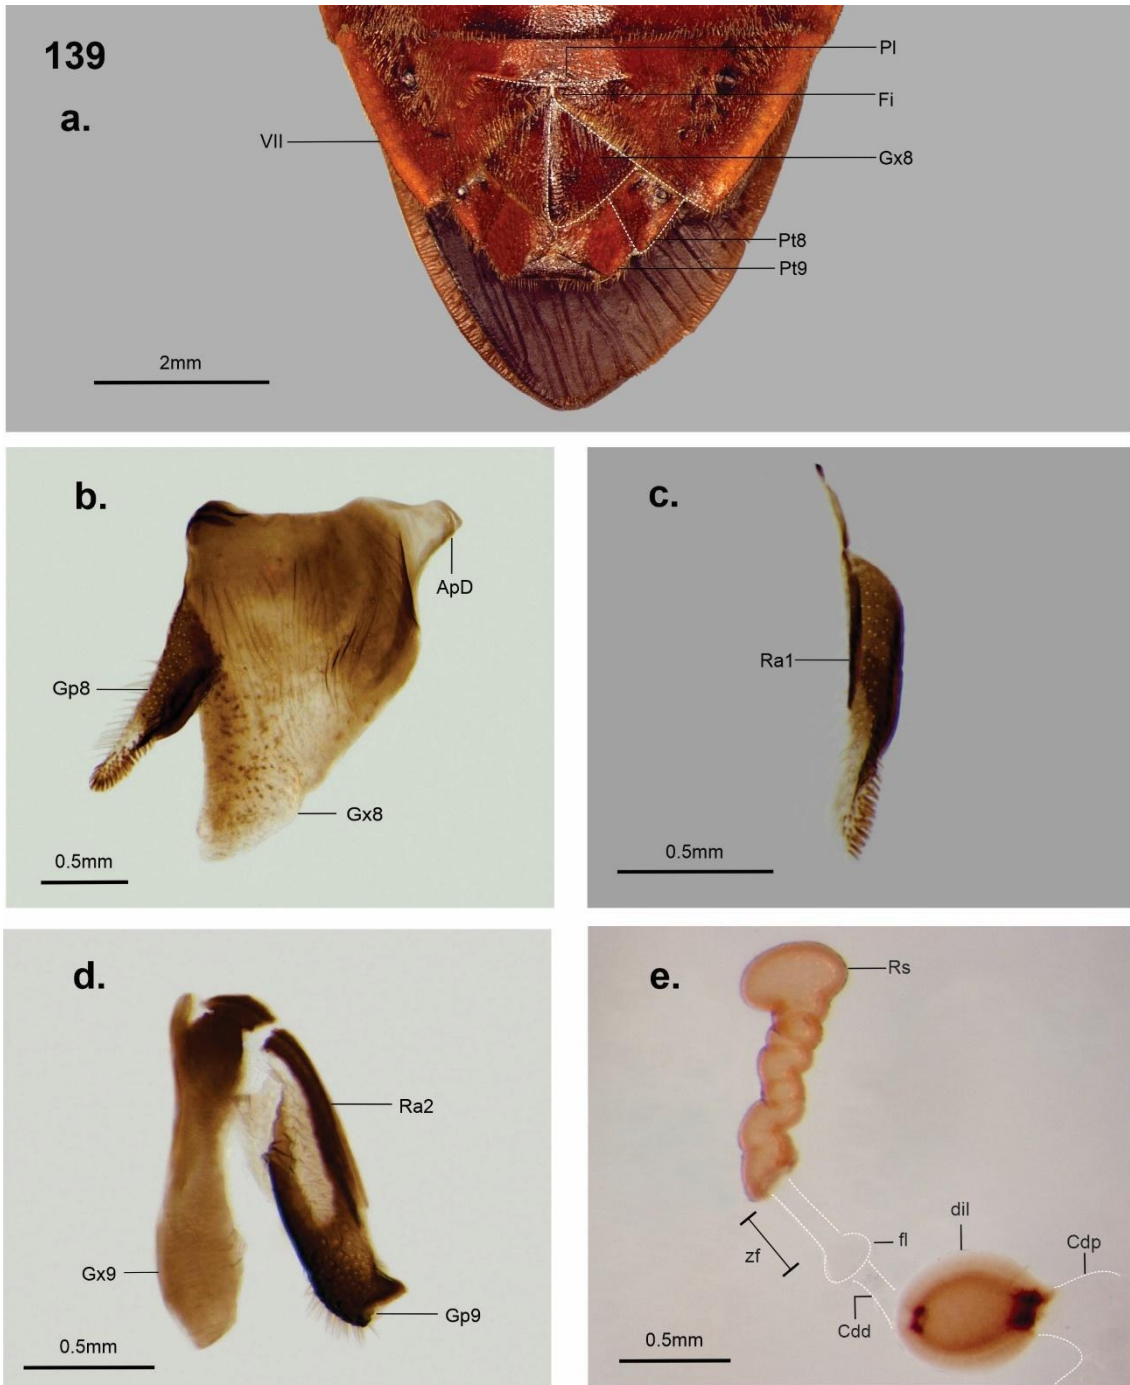 139
a.
Pl
Fi
VII
Gx8
Pt8
Pt9
2mm
b.
ApD
Gp8
Gx8
0.5mm
c.
Ra1
0.5mm
d.
Ra2
Gx9
Gp9
0.5mm
e.
Rs
dil
fl
Cdp
zf
Cdd
0.5mm